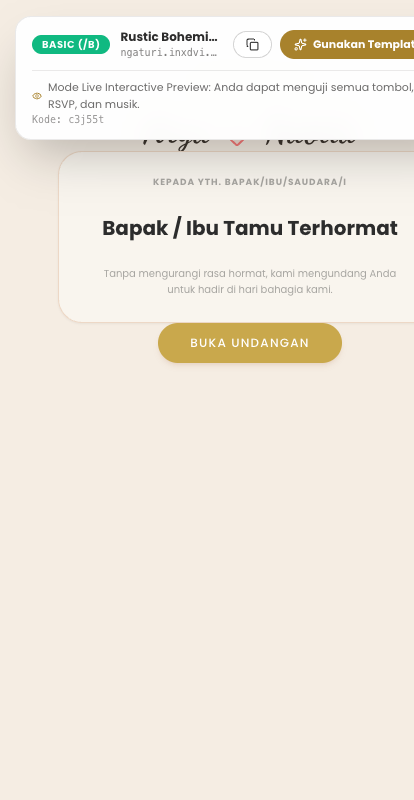 BASIC (/B)
Rustic Bohemi...
ngaturi.inxdvi.…
Gunakan Templat
Mode Live Interactive Preview: Anda dapat menguji semua tombol,
RSVP, dan musik.
Kode: c3j55t
KEPADA YTH. BAPAK/IBU/SAUDARA/I
Bapak / Ibu Tamu Terhormat
Tanpa mengurangi rasa hormat, kami mengundang Anda
untuk hadir di hari bahagia kami.
BUKA UNDANGAN